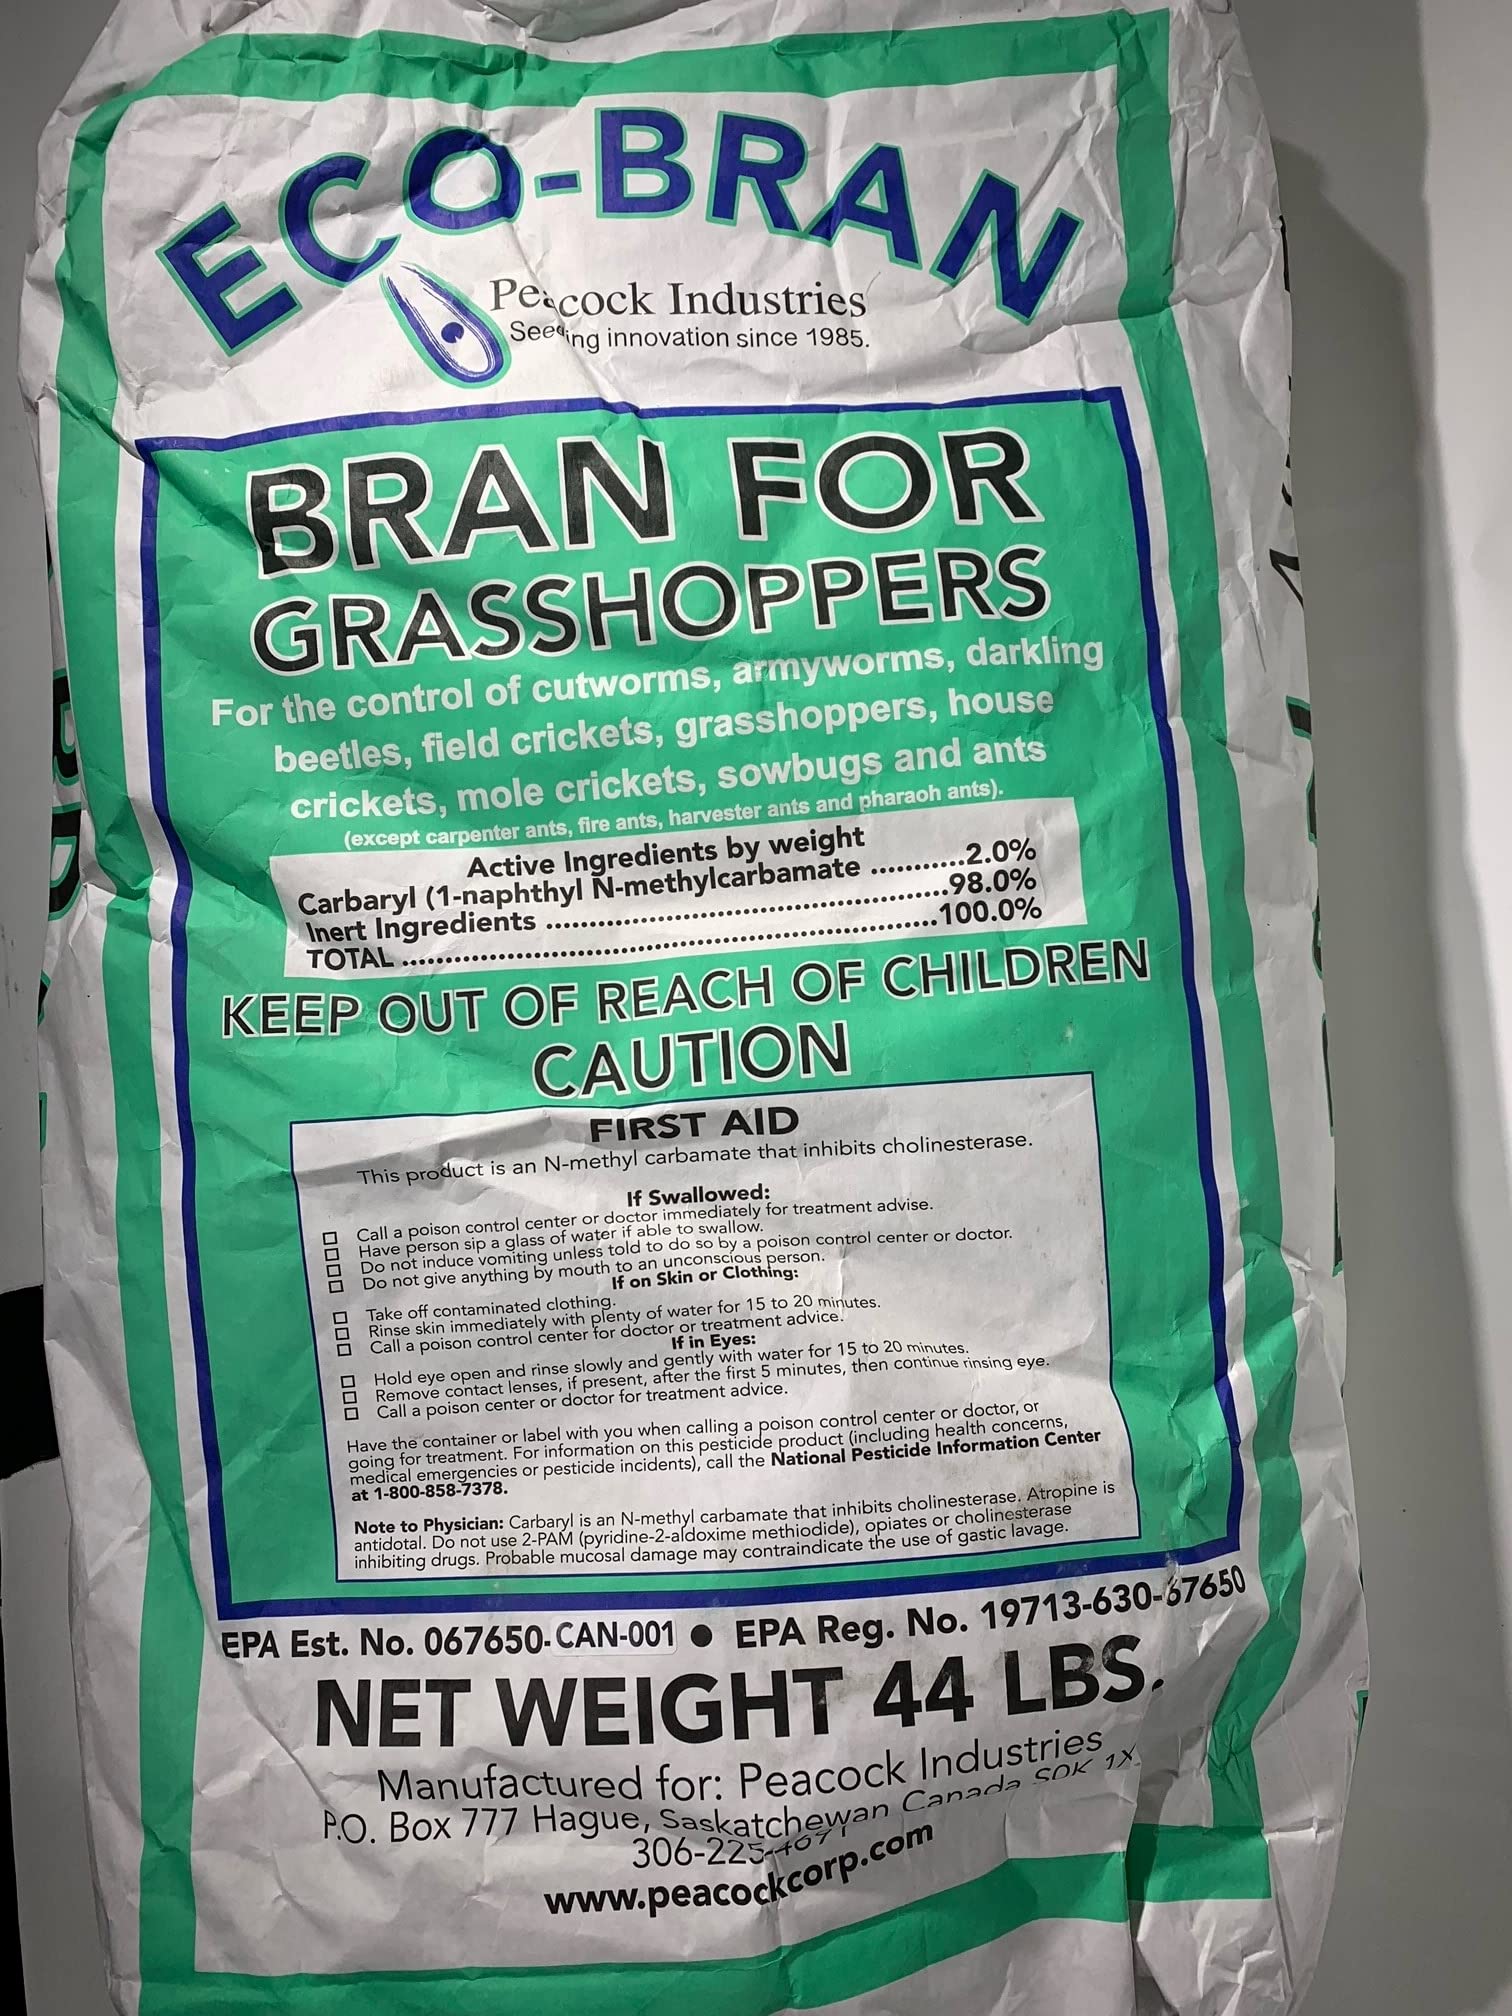 ECO-BRAN
Peacock Industries
Seeding innovation since 1985.
BRAN FOR
GRASSHOPPERS
For the control of cutworms, armyworms, darkling
beetles, field crickets, grasshoppers, house
crickets, mole crickets, sowbugs and ants
(except carpenter ants, fire ants, harvester ants and pharaoh ants).
Active Ingredients by weight
Carbaryl (1-naphthyl N-methylcarbamate ..........2.0%
Inert Ingredients ..........98.0%
TOTAL ..........100.0%
KEEP OUT OF REACH OF CHILDREN
CAUTION
FIRST AID
This product is an N-methyl carbamate that inhibits cholinesterase.
If Swallowed:
Call a poison control center or doctor immediately for treatment advise.
Have person sip a glass of water if able to swallow.
Do not induce vomiting unless told to do so by a poison control center or doctor.
Do not give anything by mouth to an unconscious person.
If on Skin or Clothing:
Take off contaminated clothing.
Rinse skin immediately with plenty of water for 15 to 20 minutes.
Call a poison control center for doctor or treatment advice.
If in Eyes:
Hold eye open and rinse slowly and gently with water for 15 to 20 minutes.
Remove contact lenses, if present, after the first 5 minutes, then continue rinsing eye.
Call a poison center or doctor for treatment advice.
Have the container or label with you when calling a poison control center or doctor, or
going for treatment. For information on this pesticide product (including health concerns,
medical emergencies or pesticide incidents), call the National Pesticide Information Center
at 1-800-858-7378.
Note to Physician: Carbaryl is an N-methyl carbamate that inhibits cholinesterase. Atropine is
antidotal. Do not use 2-PAM (pyridine-2-aldoxime methiodide), opiates or cholinesterase
inhibiting drugs. Probable mucosal damage may contraindicate the use of gastic lavage.
EPA Est. No. 067650-CAN-001 ● EPA Reg. No. 19713-630-67650
NET WEIGHT 44 LBS.
Manufactured for: Peacock Industries
P.O. Box 777 Hague, Saskatchewan Canada S0K
www.peacockcorp.com